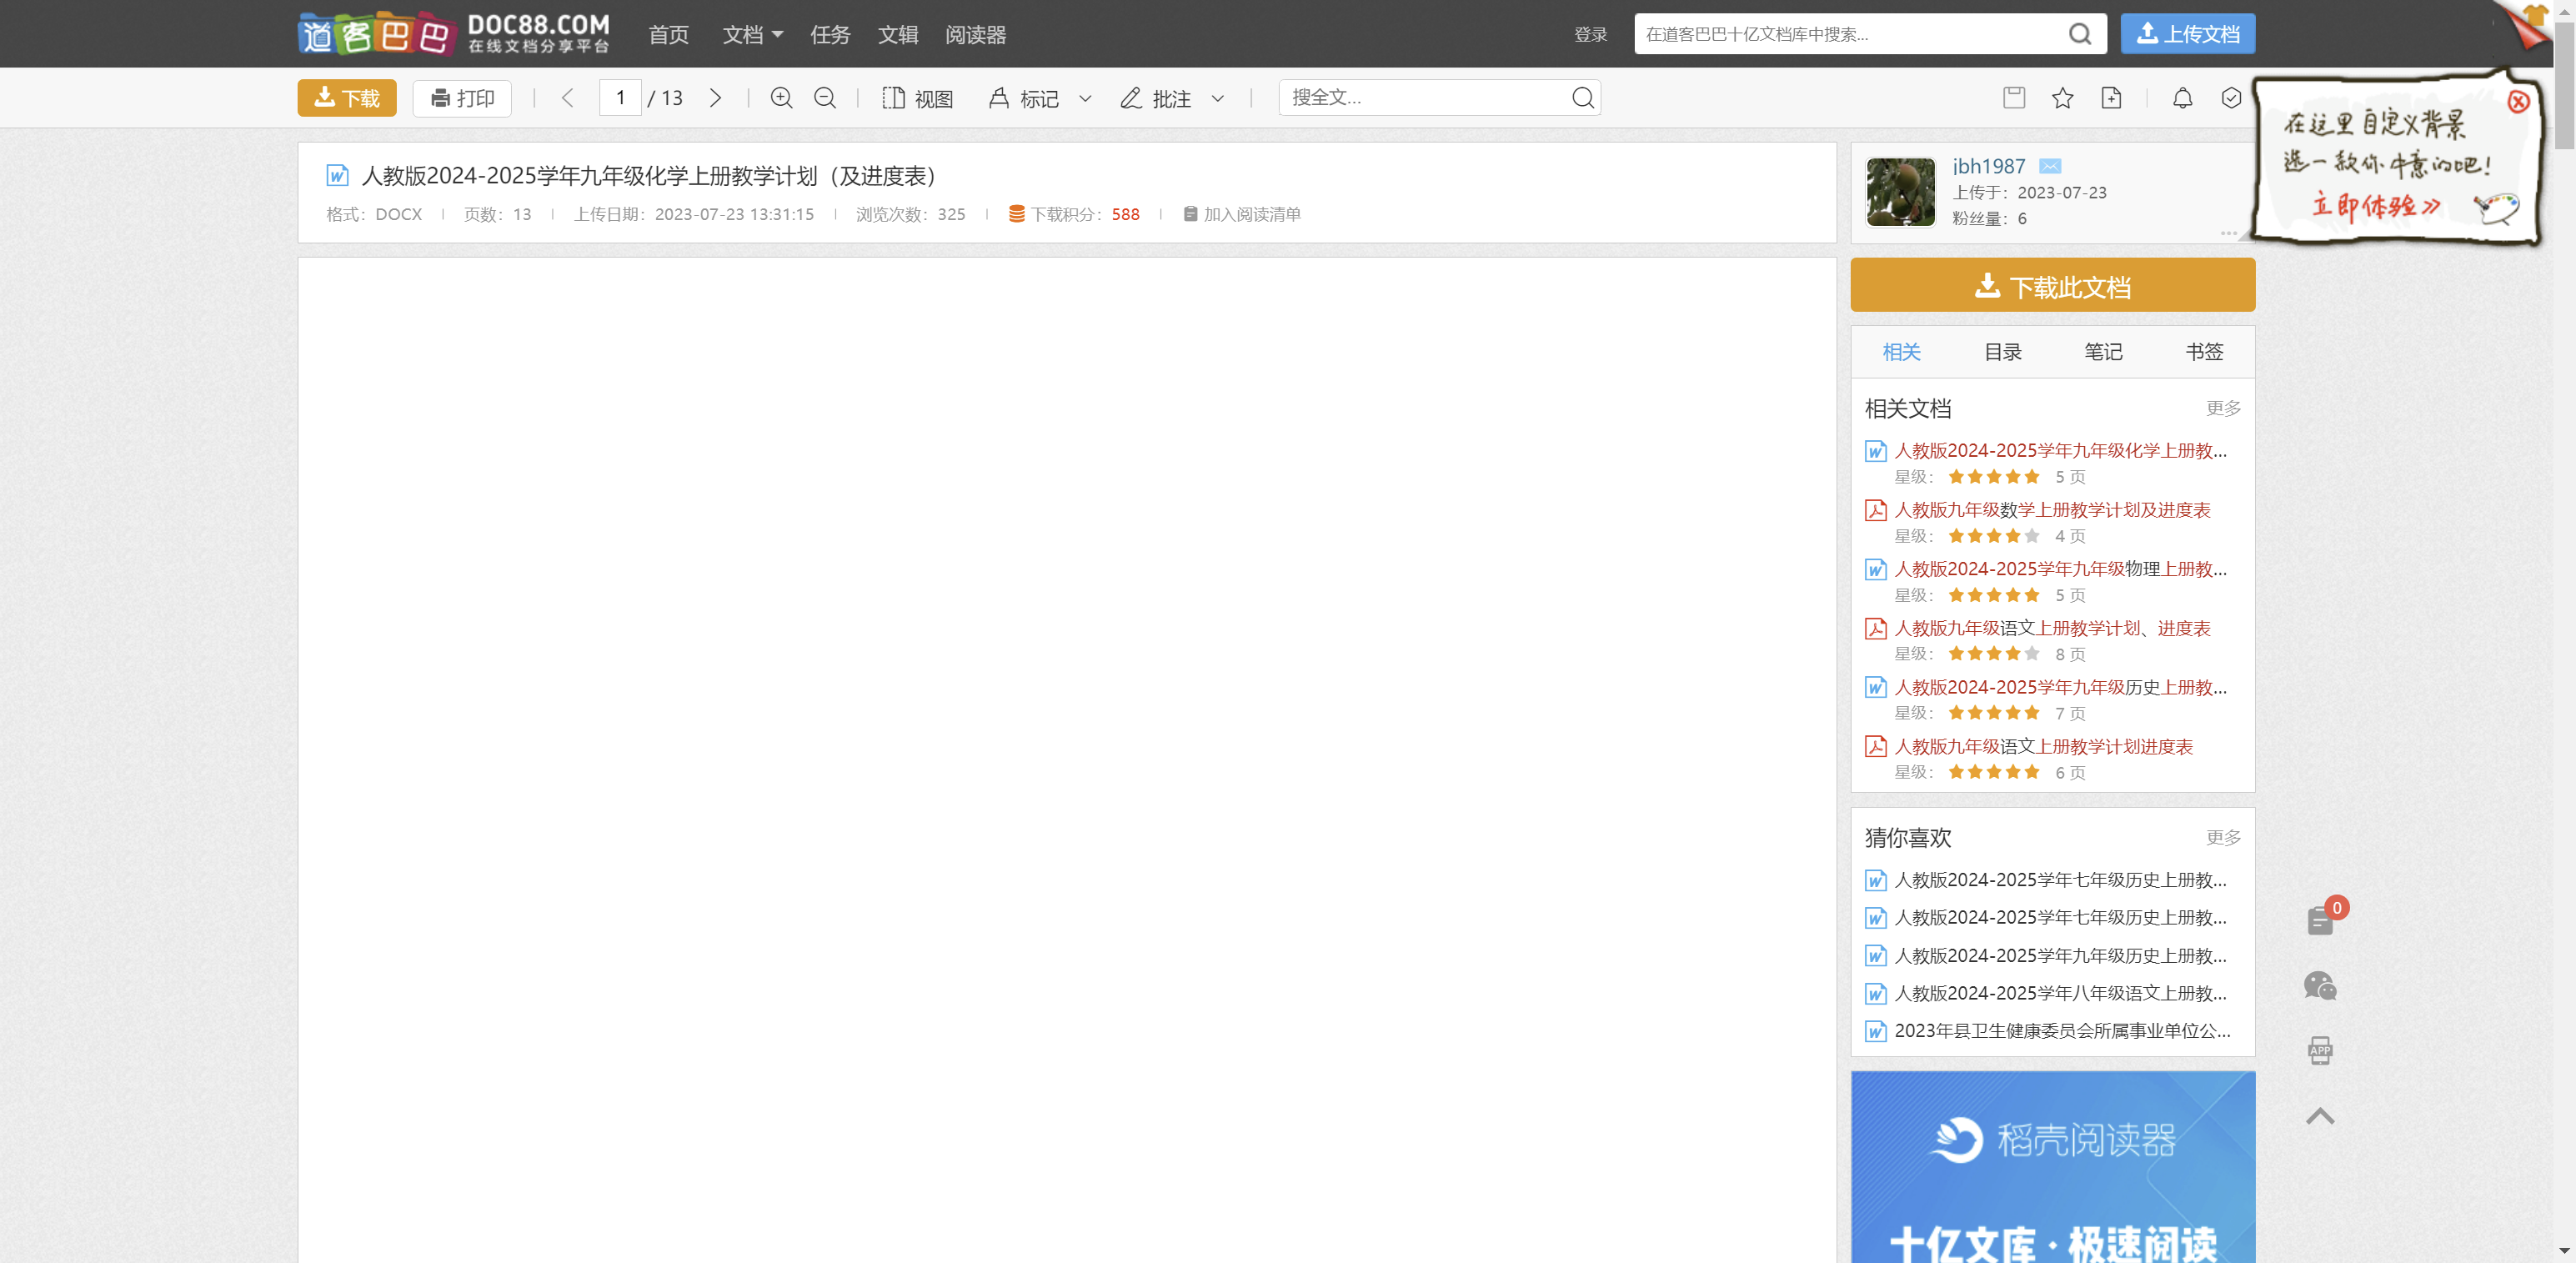 道客巴巴 DOC88.COM 在线文档分享平台
首页 文档 任务 文辑 阅读器 登录 在道客巴巴十亿文档库中搜索... 上传文档
下载 打印 1 / 13 视图 标记 批注 搜全文...
在这里自定义背景
选一款你中意的吧!
立即体验»
人教版2024-2025学年九年级化学上册教学计划（及进度表）
格式：DOCX 页数：13 上传日期：2023-07-23 13:31:15 浏览次数：325 下载积分：588 加入阅读清单
jbh1987
上传于：2023-07-23
粉丝量：6
下载此文档
相关 目录 笔记 书签
相关文档 更多
人教版2024-2025学年九年级化学上册教...
星级： 5 页
人教版九年级数学上册教学计划及进度表
星级： 4 页
人教版2024-2025学年九年级物理上册教...
星级： 5 页
人教版九年级语文上册教学计划、进度表
星级： 8 页
人教版2024-2025学年九年级历史上册教...
星级： 7 页
人教版九年级语文上册教学计划进度表
星级： 6 页
猜你喜欢 更多
人教版2024-2025学年七年级历史上册教...
人教版2024-2025学年七年级历史上册教...
人教版2024-2025学年九年级历史上册教...
人教版2024-2025学年八年级语文上册教...
2023年县卫生健康委员会所属事业单位公...
0
APP
稻壳阅读器
十亿文库·极速阅读